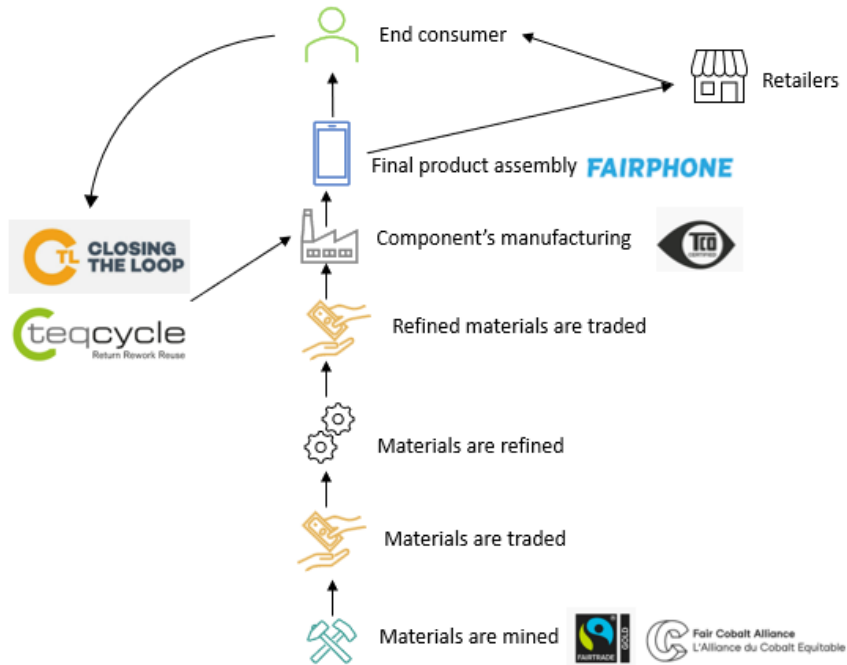 End consumer
Retailers
Final product assembly FAIRPHONE
Component's manufacturing
TCO
CERTIFIED
CTL CLOSING
THE LOOP
teqcycle
Return Rework Reuse
Refined materials are traded
Materials are refined
Materials are traded
Materials are mined
FAIRTRADE
GOLD
Fair Cobalt Alliance
L'Alliance du Cobalt Equitable